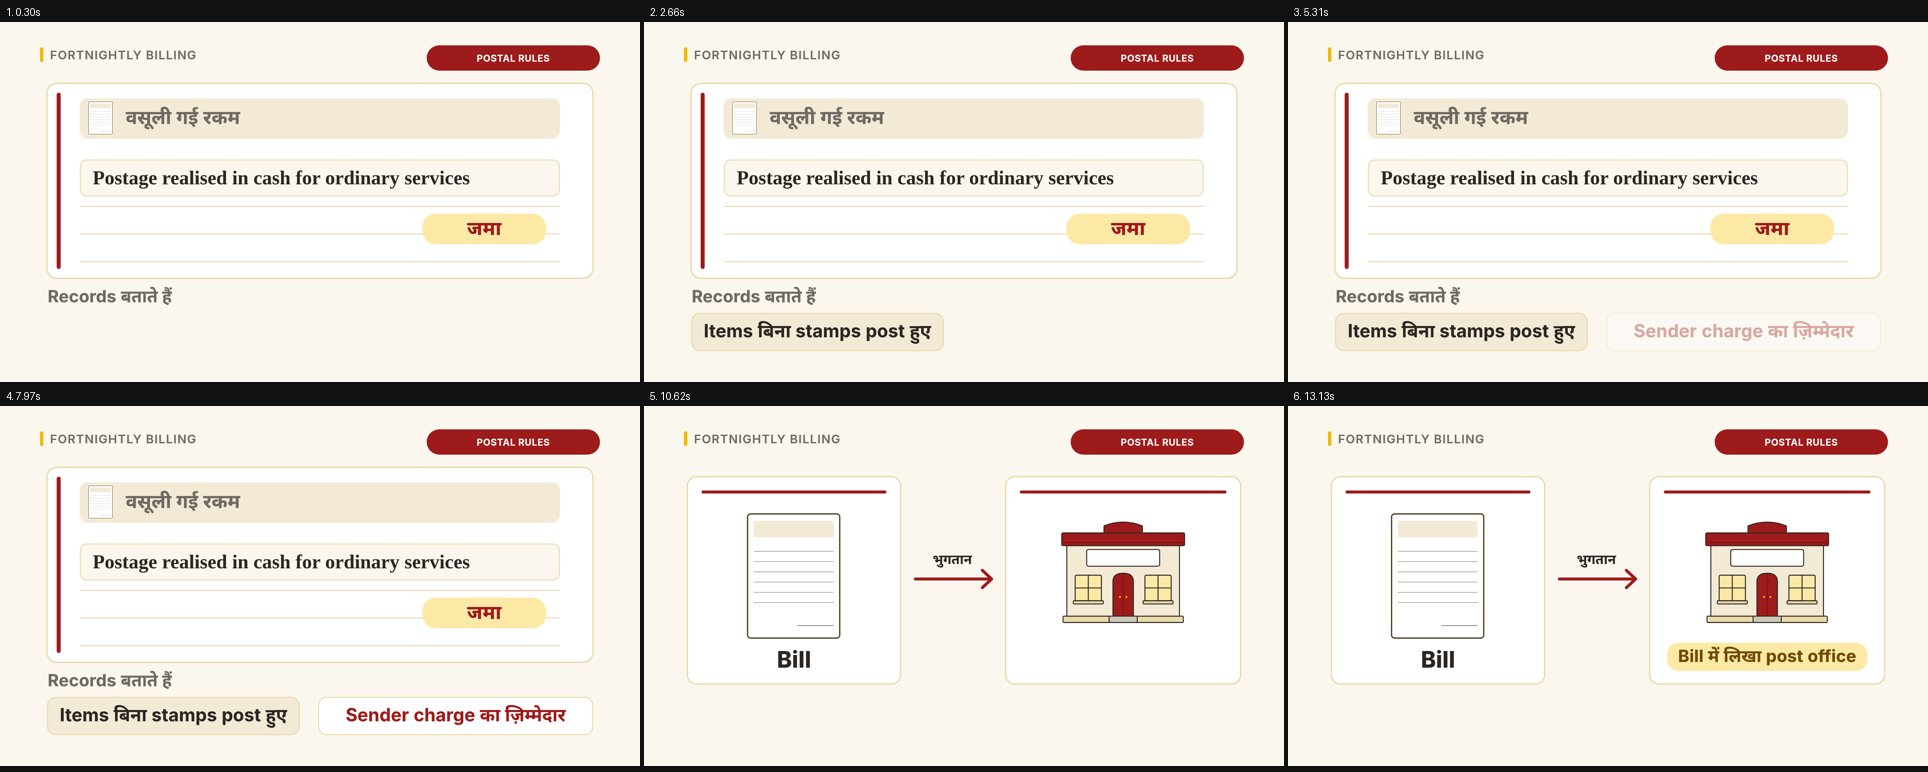 1. 0.30s
FORTNIGHTLY BILLING
POSTAL RULES
वसूली गई रकम
Postage realised in cash for ordinary services
जमा
Records बताते हैं
2. 2.66s
FORTNIGHTLY BILLING
POSTAL RULES
वसूली गई रकम
Postage realised in cash for ordinary services
जमा
Records बताते हैं
Items बिना stamps post हुए
3. 5.31s
FORTNIGHTLY BILLING
POSTAL RULES
वसूली गई रकम
Postage realised in cash for ordinary services
जमा
Records बताते हैं
Items बिना stamps post हुए
Sender charge का ज़िम्मेदार
4. 7.97s
FORTNIGHTLY BILLING
POSTAL RULES
वसूली गई रकम
Postage realised in cash for ordinary services
जमा
Records बताते हैं
Items बिना stamps post हुए
Sender charge का ज़िम्मेदार
5. 10.62s
FORTNIGHTLY BILLING
POSTAL RULES
भुगतान
Bill
6. 13.13s
FORTNIGHTLY BILLING
POSTAL RULES
भुगतान
Bill
Bill में लिखा post office